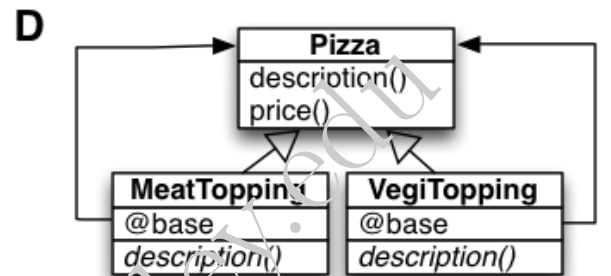 D
Pizza
description()
price()
MeatTopping
@base
description()
VegiTopping
@base
description()